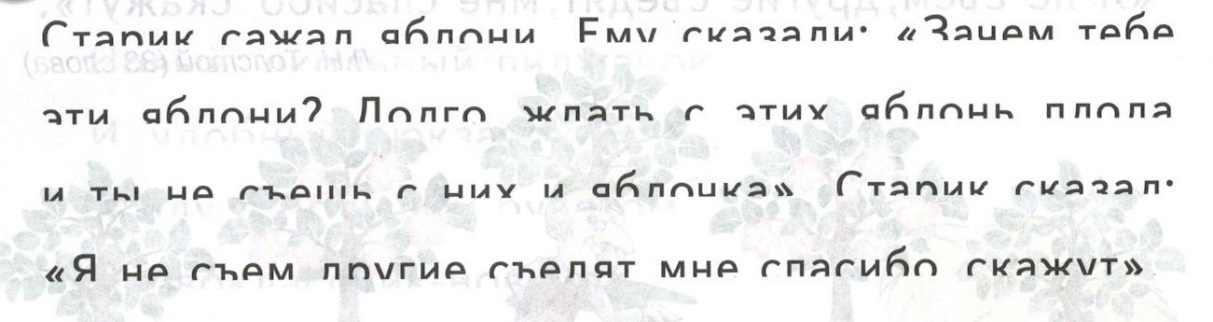 Старик сажал яблони Ему сказали: «Зачем тебе
эти яблони? Долго ждать с этих яблонь плода
и ты не съешь с них и яблочка» Старик сказал:
«Я не съем другие съедят мне спасибо скажут»